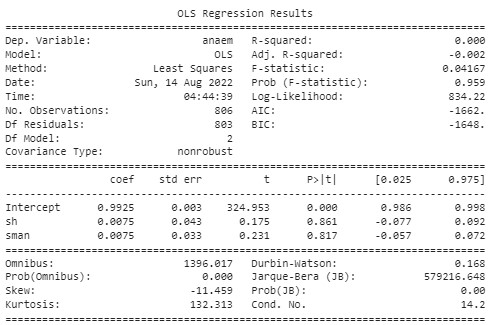 OLS Regression Results
==============================================================================
Dep. Variable: anaem R-squared: 0.000
Model: OLS Adj. R-squared: -0.002
Method: Least Squares F-statistic: 0.04167
Date: Sun, 14 Aug 2022 Prob (F-statistic): 0.959
Time: 04:44:39 Log-Likelihood: 834.22
No. Observations: 806 AIC: -1662.
Df Residuals: 803 BIC: -1648.
Df Model: 2
Covariance Type: nonrobust
==============================================================================
coef std err t P>|t| [0.025 0.975]
------------------------------------------------------------------------------
Intercept 0.9925 0.003 324.953 0.000 0.986 0.998
sh 0.0075 0.043 0.175 0.861 -0.077 0.092
sman 0.0075 0.033 0.231 0.817 -0.057 0.072
==============================================================================
Omnibus: 1396.017 Durbin-Watson: 0.168
Prob(Omnibus): 0.000 Jarque-Bera (JB): 579216.648
Skew: -11.459 Prob(JB): 0.00
Kurtosis: 132.313 Cond. No. 14.2
==============================================================================